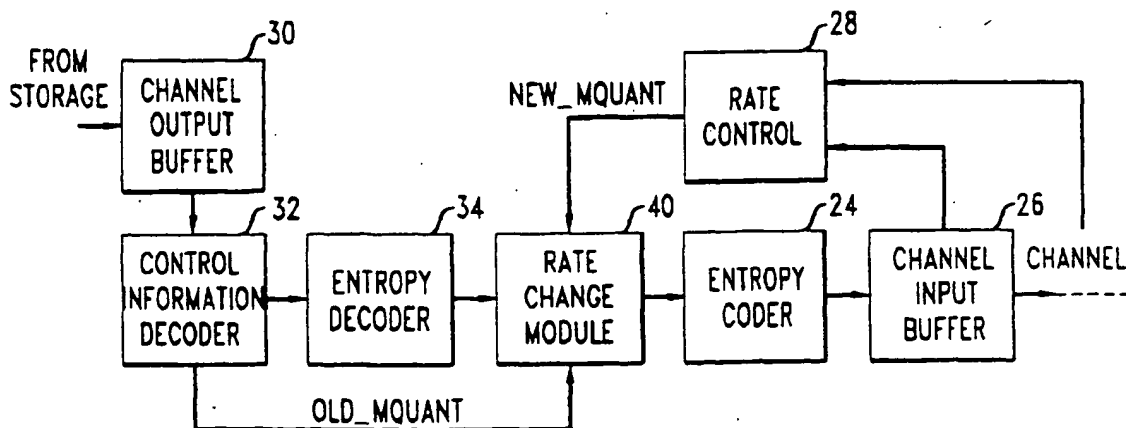 30
28
FROM
STORAGE
CHANNEL
OUTPUT
BUFFER
NEW_MQUANT
RATE
CONTROL
32
34
40
24
26
CONTROL
INFORMATION
DECODER
ENTROPY
DECODER
RATE
CHANGE
MODULE
ENTROPY
CODER
CHANNEL
INPUT
BUFFER
CHANNEL
OLD_MQUANT